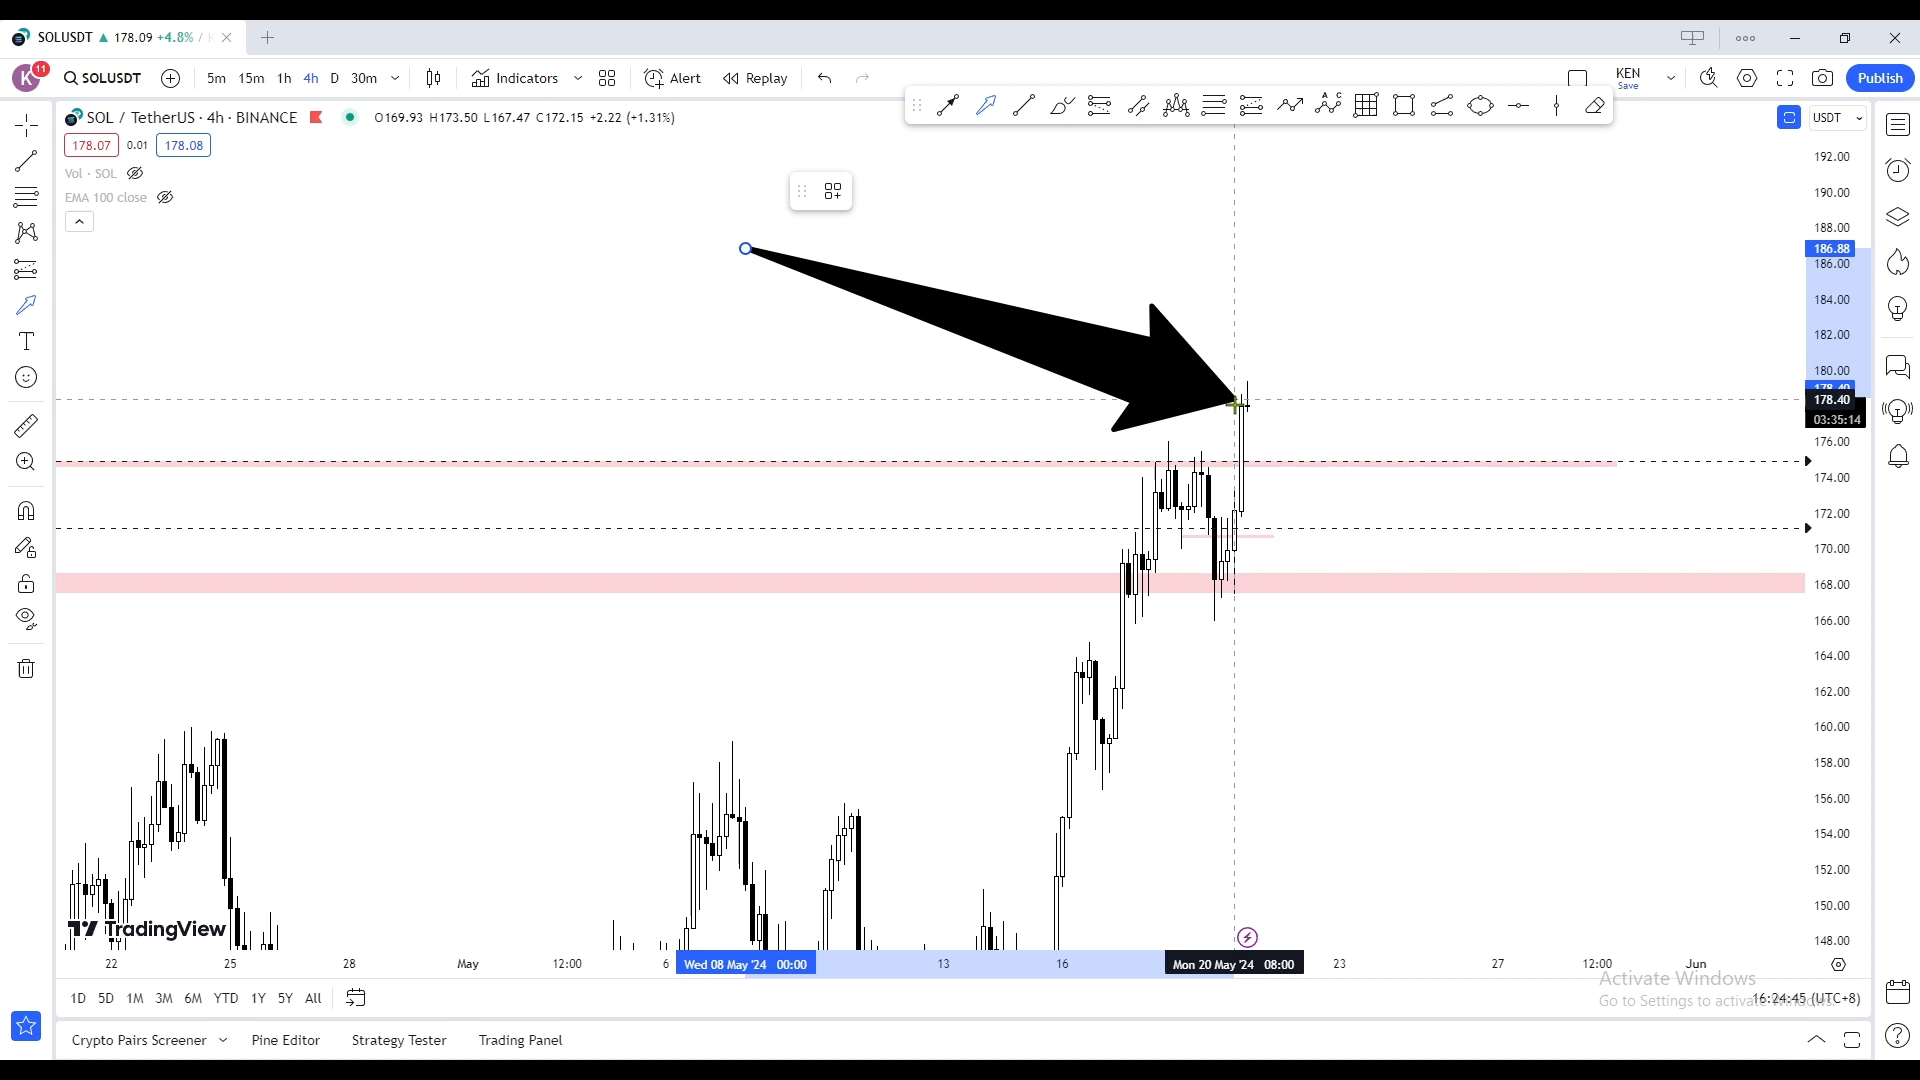 SOLUSDT ▲ 178.09 +4.8% /
K 11 SOLUSDT 5m 15m 1h 4h D 30m Indicators Alert Replay KEN Save Publish
SOL / TetherUS · 4h · BINANCE O169.93 H173.50 L167.47 C172.15 +2.22 (+1.31%) USDT
178.07 0.01 178.08
Vol · SOL
EMA 100 close
A C
192.00
190.00
188.00
186.88
186.00
184.00
182.00
180.00
178.40
178.40
03:35:14
176.00
174.00
172.00
170.00
168.00
166.00
164.00
162.00
160.00
158.00
156.00
154.00
152.00
150.00
148.00
TradingView
22 25 28 May 12:00 6 Wed 08 May '24 00:00 13 16 Mon 20 May '24 08:00 23 27 12:00 Jun
Activate Windows
Go to Settings to activate Windows.
1D 5D 1M 3M 6M YTD 1Y 5Y All 16:24:45 (UTC+8)
Crypto Pairs Screener Pine Editor Strategy Tester Trading Panel